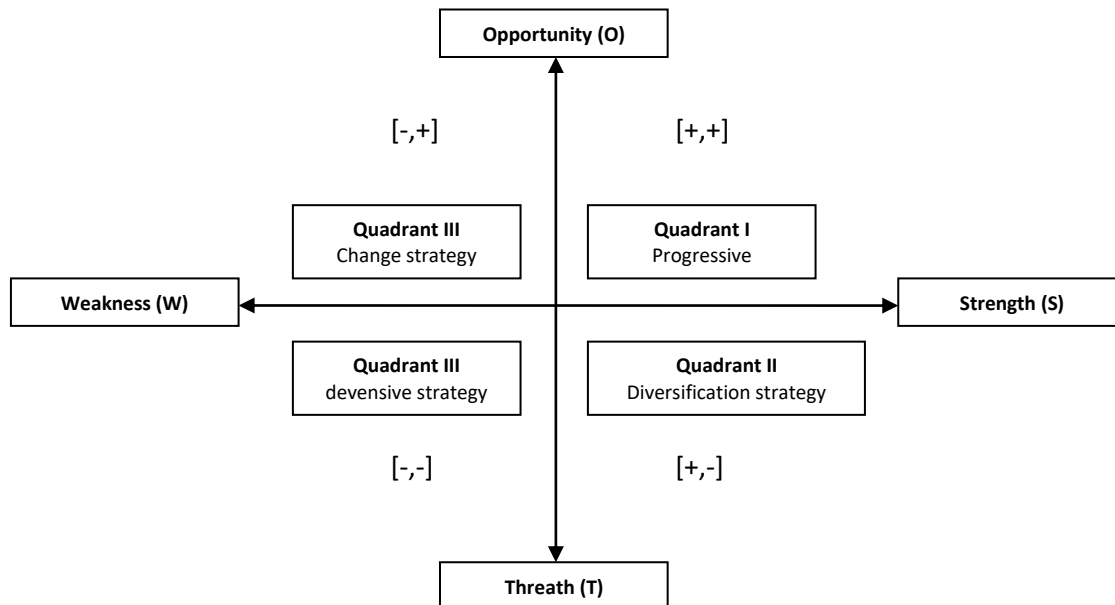 Opportunity (O)
[-,+]
[+,+]
Quadrant III
Change strategy
Quadrant I
Progressive
Weakness (W)
Strength (S)
Quadrant III
devensive strategy
Quadrant II
Diversification strategy
[-,-]
[+,-]
Threath (T)